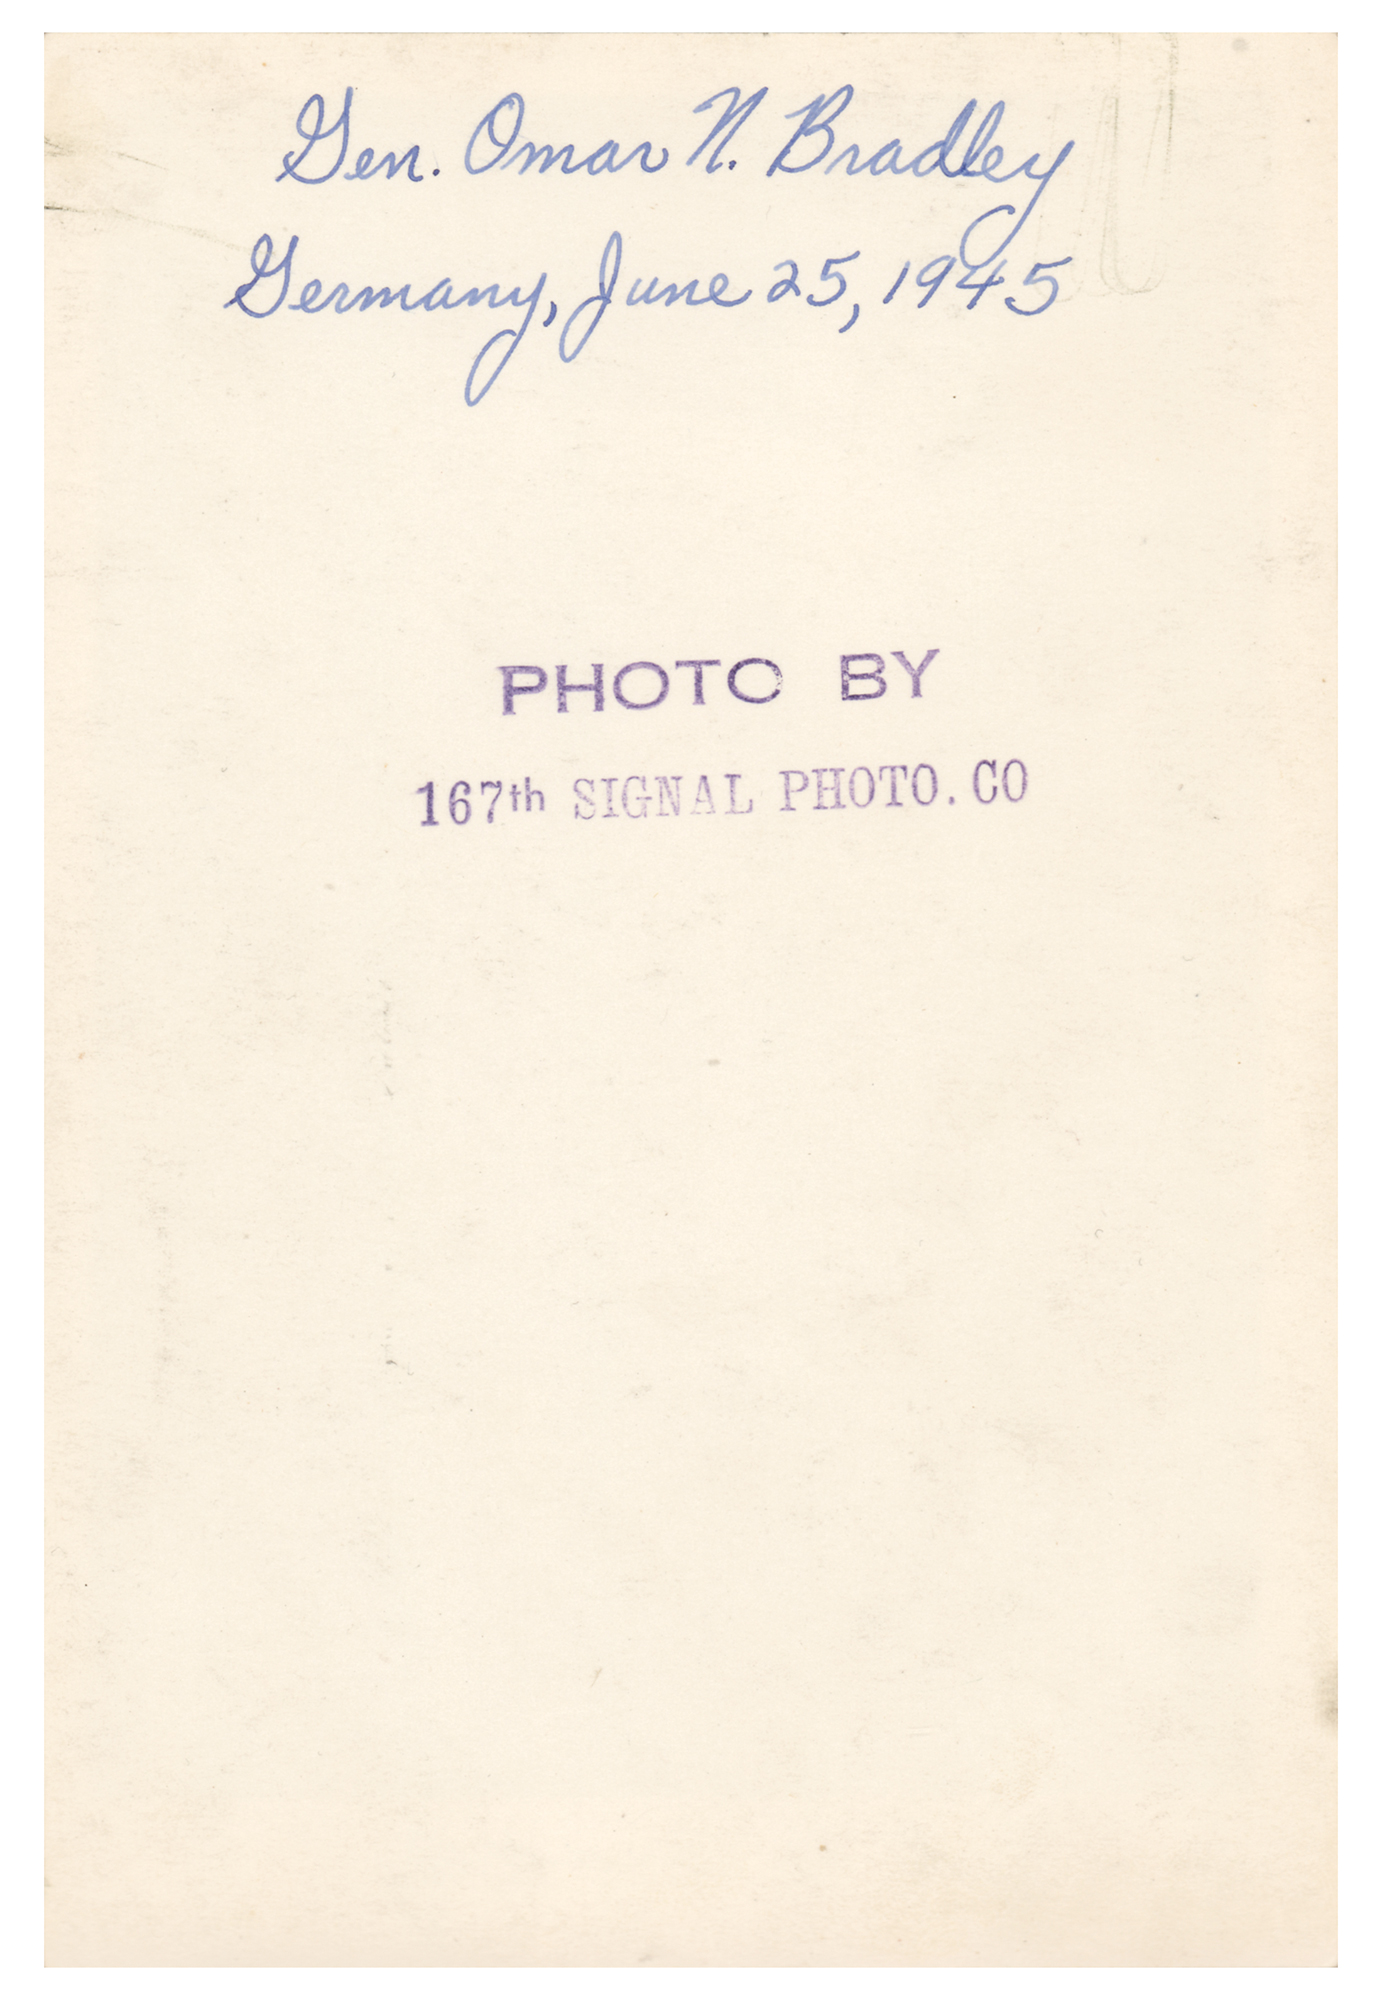 Gen. Omar N. Bradley
Germany, June 25, 1945
PHOTO BY
167th SIGNAL PHOTO. CO